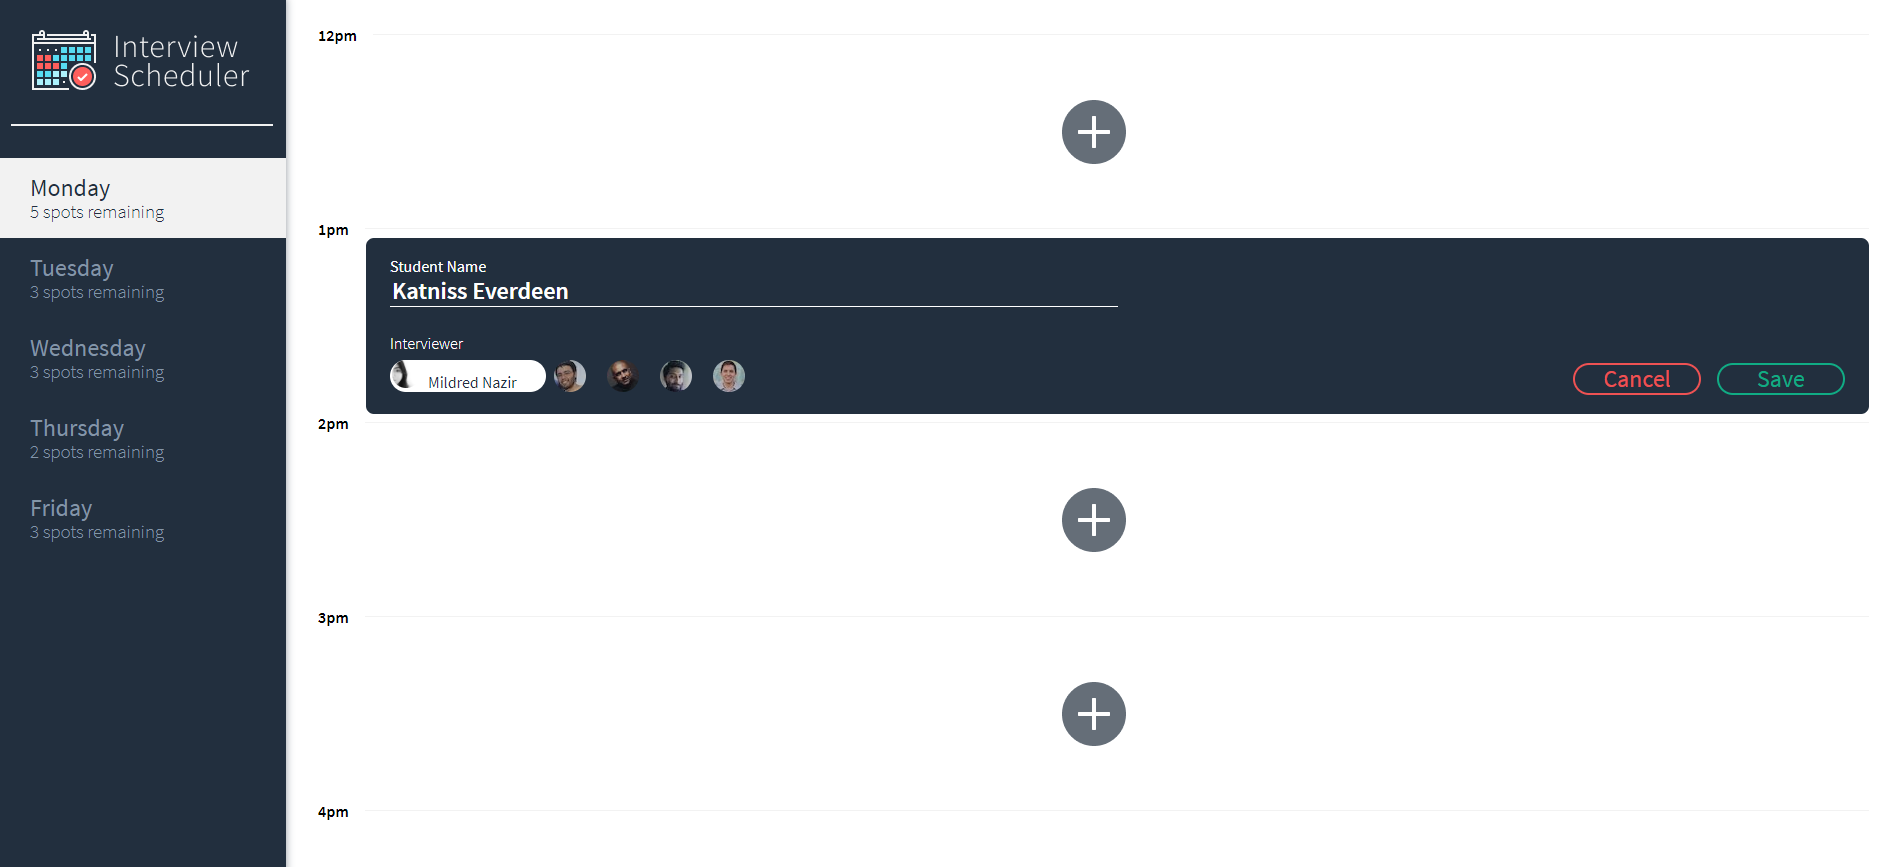 Interview
Scheduler
Monday
5 spots remaining
Tuesday
3 spots remaining
Wednesday
3 spots remaining
Thursday
2 spots remaining
Friday
3 spots remaining
12pm
1pm
Student Name
Katniss Everdeen
Interviewer
Mildred Nazir
Cancel
Save
2pm
3pm
4pm